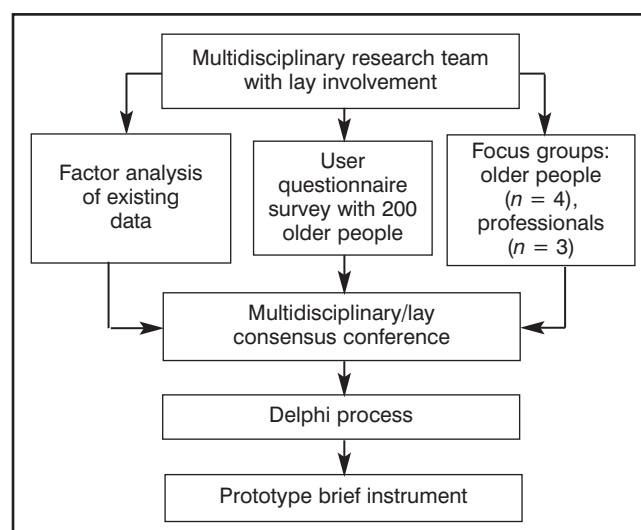 Multidisciplinary research team
with lay involvement
Factor analysis
of existing
data
User
questionnaire
survey with 200
older people
Focus groups:
older people
(n = 4),
professionals
(n = 3)
Multidisciplinary/lay
consensus conference
Delphi process
Prototype brief instrument